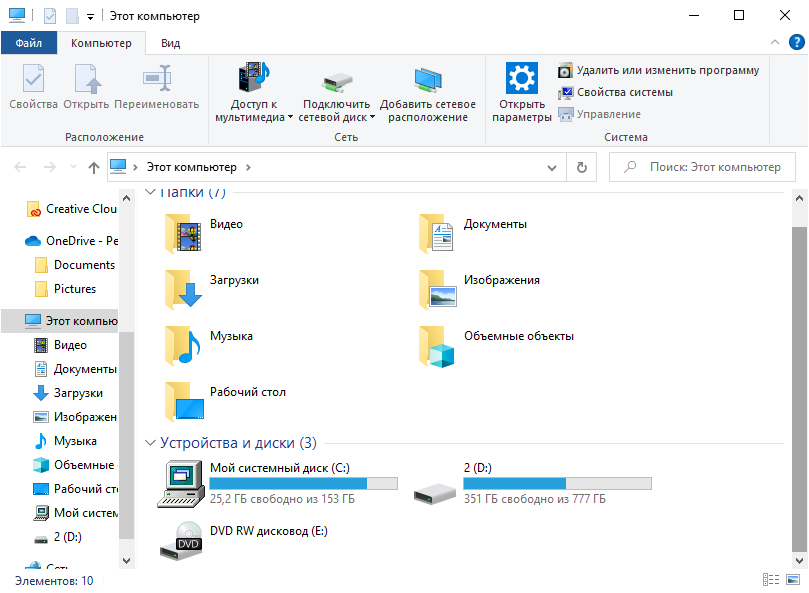 Этот компьютер
Файл
Компьютер
Вид
Свойства
Открыть
Переименовать
Доступ к мультимедиа
Подключить сетевой диск
Добавить сетевое расположение
Открыть параметры
Удалить или изменить программу
Свойства системы
Управление
Расположение
Сеть
Система
Этот компьютер
Поиск: Этот компьютер
Creative Clou
OneDrive - Pe
Documents
Pictures
Этот компью
Видео
Документы
Загрузки
Изображен
Музыка
Объемные
Рабочий сто
Мой систем
2 (D:)
Сеть
Папки (7)
Видео
Документы
Загрузки
Изображения
Музыка
Объемные объекты
Рабочий стол
Устройства и диски (3)
Мой системный диск (C:)
25,2 ГБ свободно из 153 ГБ
2 (D:)
351 ГБ свободно из 777 ГБ
DVD RW дисковод (E:)
DVD
Элементов: 10